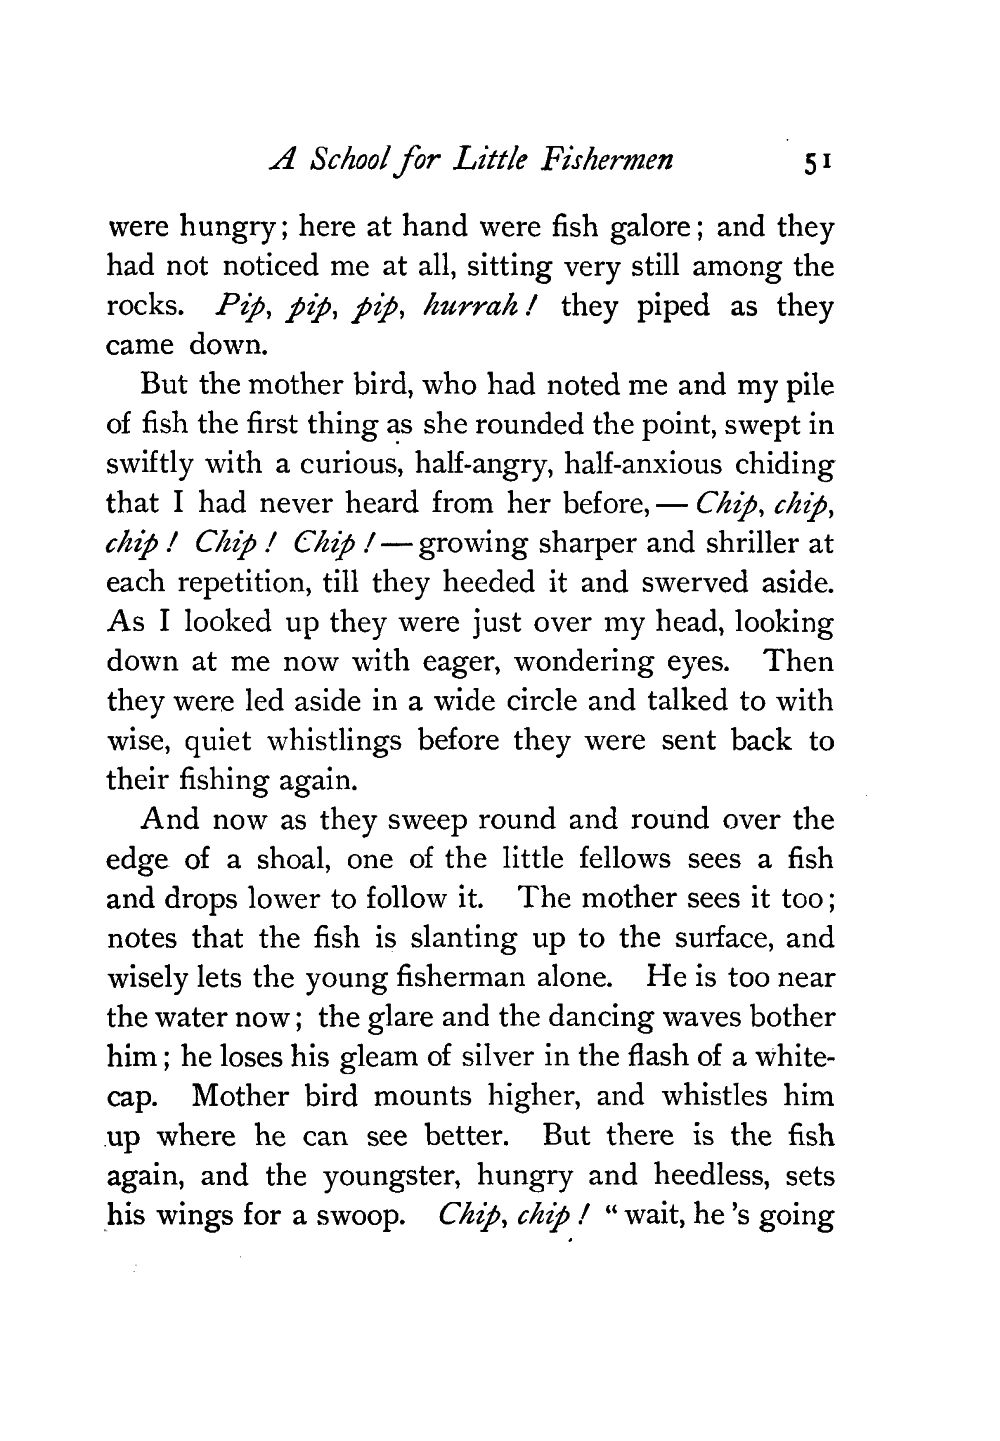 A School for Little Fishermen 51
were hungry; here at hand were fish galore; and they
had not noticed me at all, sitting very still among the
rocks. Pip, pip, pip, hurrah! they piped as they
came down.
But the mother bird, who had noted me and my pile
of fish the first thing as she rounded the point, swept in
swiftly with a curious, half-angry, half-anxious chiding
that I had never heard from her before,— Chip, chip,
chip! Chip! Chip!—growing sharper and shriller at
each repetition, till they heeded it and swerved aside.
As I looked up they were just over my head, looking
down at me now with eager, wondering eyes. Then
they were led aside in a wide circle and talked to with
wise, quiet whistlings before they were sent back to
their fishing again.
And now as they sweep round and round over the
edge of a shoal, one of the little fellows sees a fish
and drops lower to follow it. The mother sees it too;
notes that the fish is slanting up to the surface, and
wisely lets the young fisherman alone. He is too near
the water now; the glare and the dancing waves bother
him; he loses his gleam of silver in the flash of a white-
cap. Mother bird mounts higher, and whistles him
up where he can see better. But there is the fish
again, and the youngster, hungry and heedless, sets
his wings for a swoop. Chip, chip! "wait, he 's going